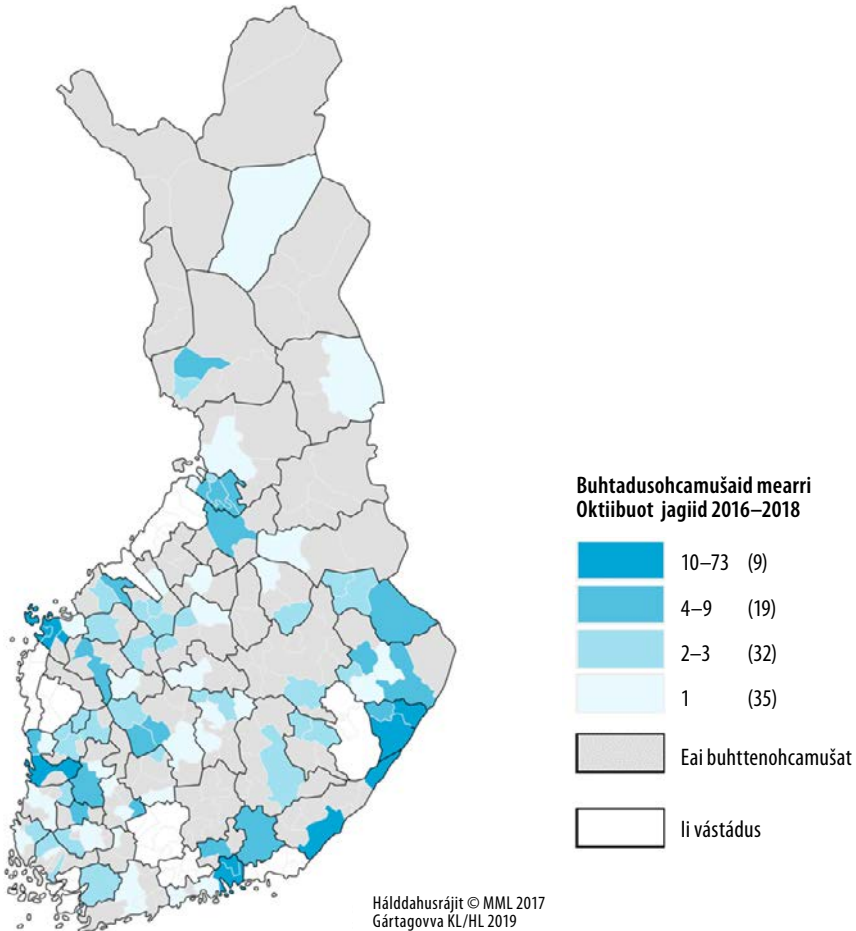 Buhtadusohcamušaid mearri
Oktiibuot jagiid 2016–2018
10–73 (9)
4–9 (19)
2–3 (32)
1 (35)
Eai buhttenohcamušat
Ii vástádus
Hálddahusrájit © MML 2017
Gártagovva KL/HL 2019